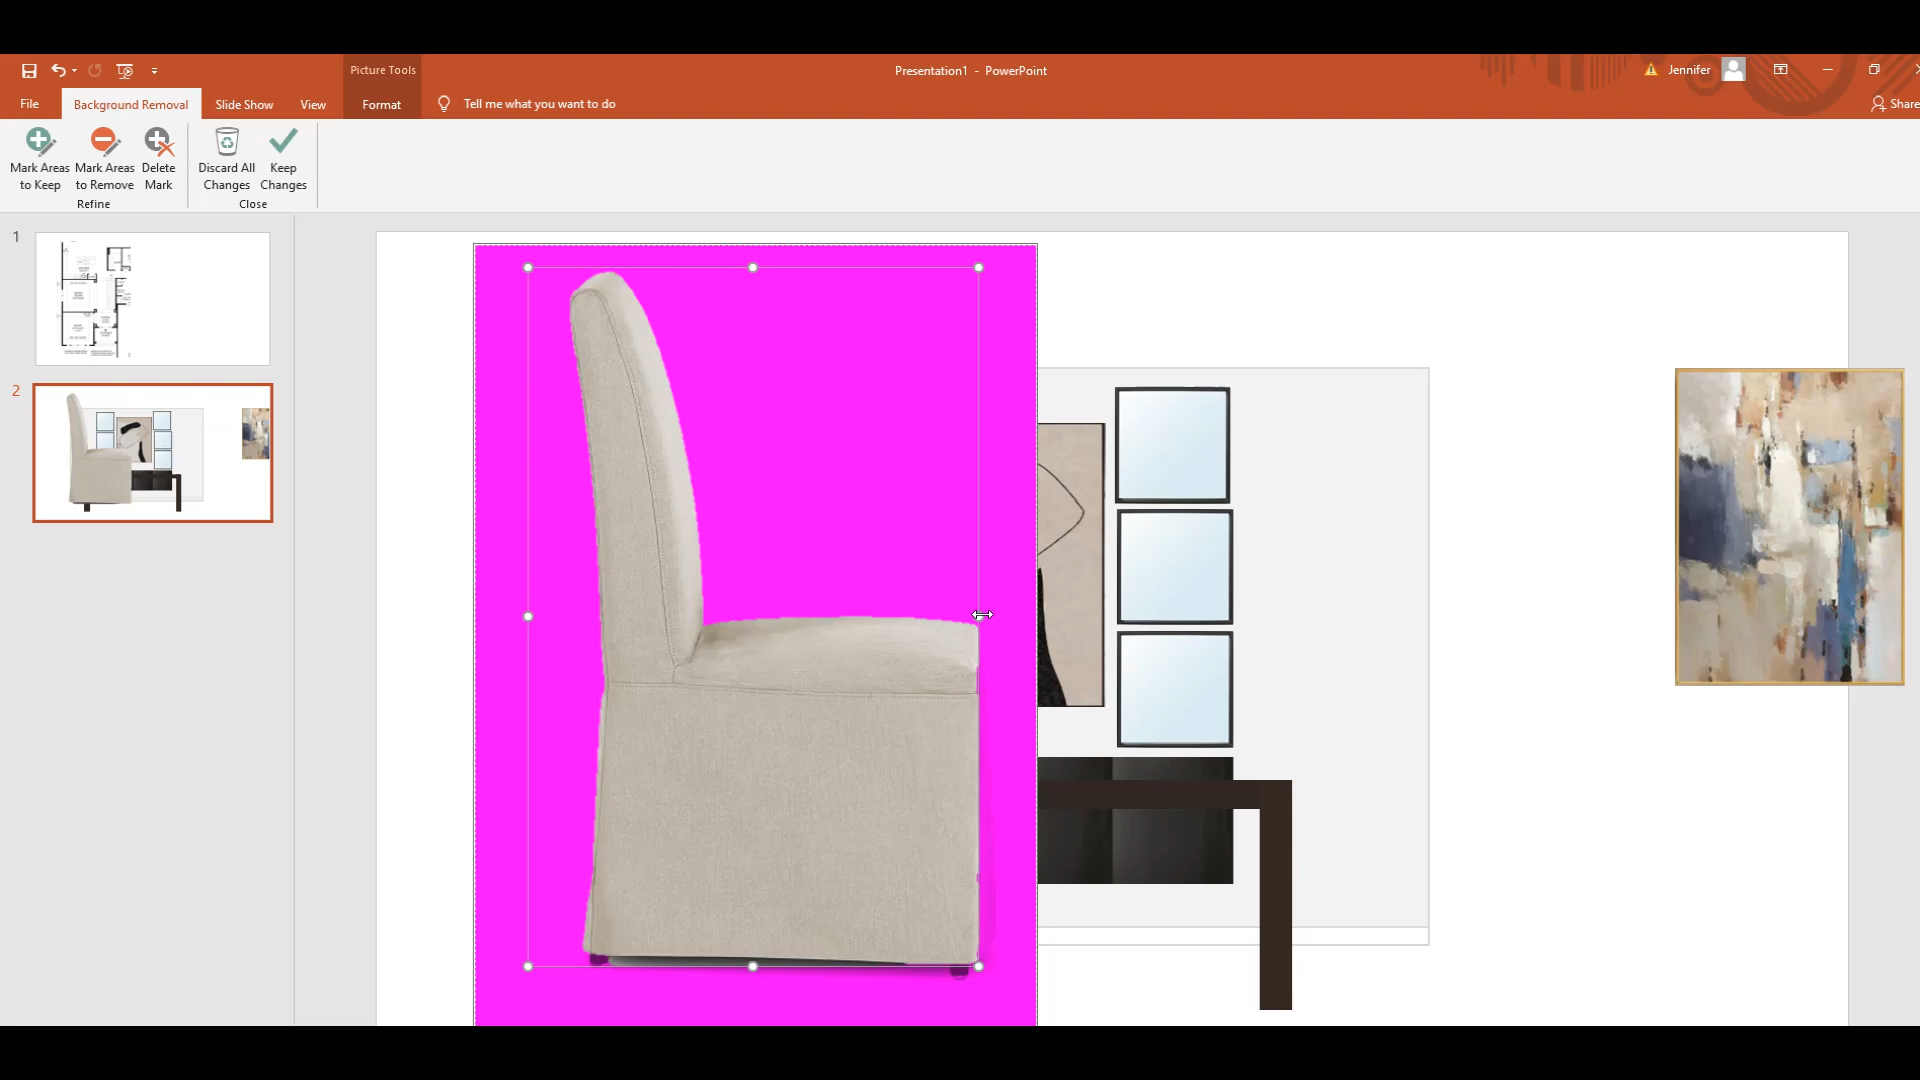 Picture Tools
Presentation1 - PowerPoint
Jennifer
File
Background Removal
Slide Show
View
Format
Tell me what you want to do
Share
Mark Areas
to Keep
Mark Areas
to Remove
Delete
Mark
Discard All
Changes
Keep
Changes
Refine
Close
1
2